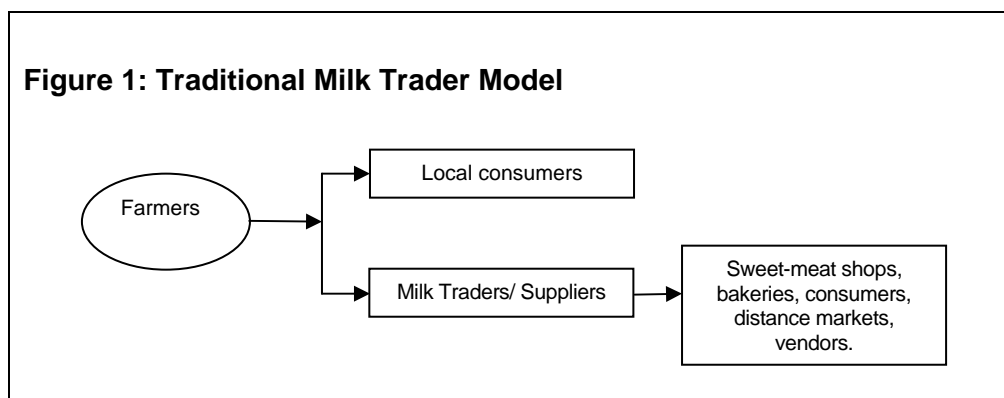 Figure 1: Traditional Milk Trader Model
Local consumers
Farmers
Milk Traders/ Suppliers
Sweet-meat shops,
bakeries, consumers,
distance markets,
vendors.